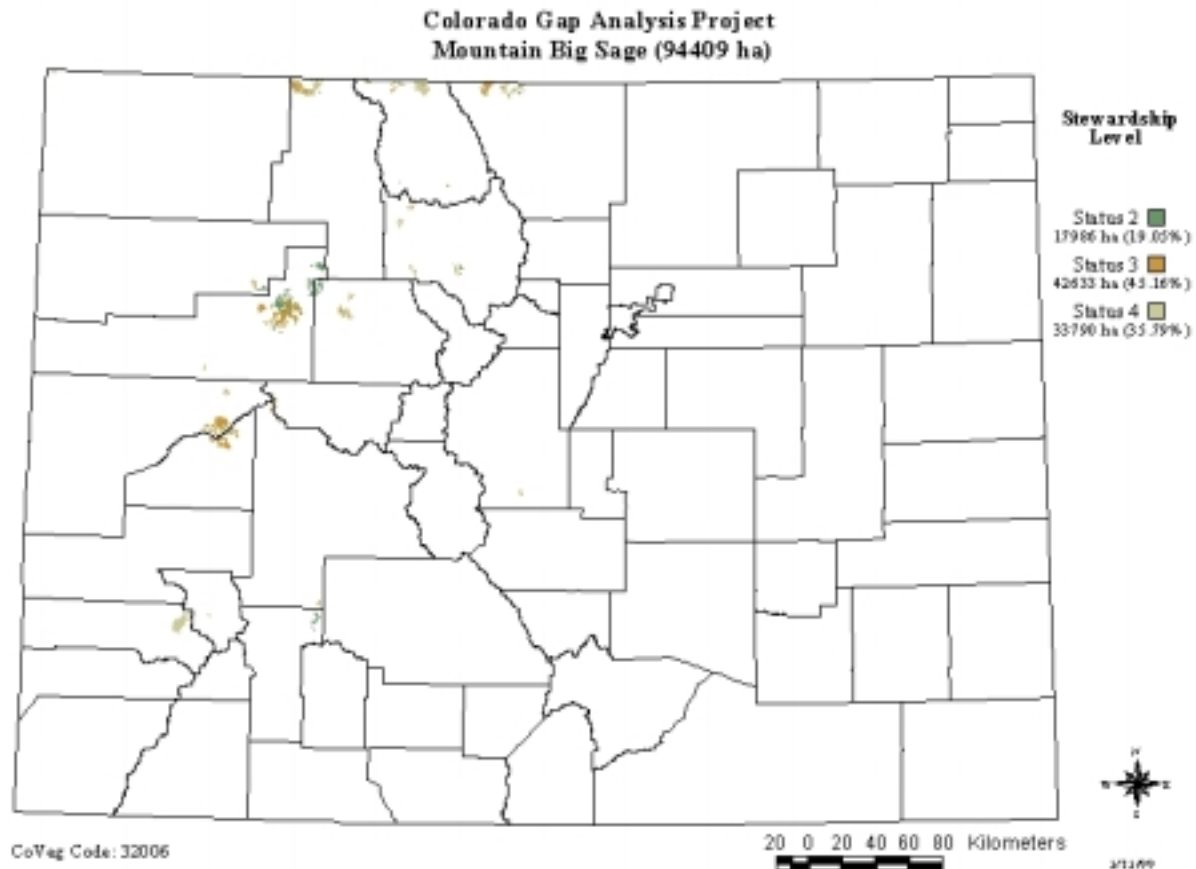 Colorado Gap Analysis Project
Mountain Big Sage (94409 ha)
Stewardship
Level
Status 2
17986 ha (19.05%)
Status 3
42633 ha (45.16%)
Status 4
33790 ha (35.79%)
N
W E
S
CoVeg Code: 32006
20 0 20 40 60 80 Kilometers